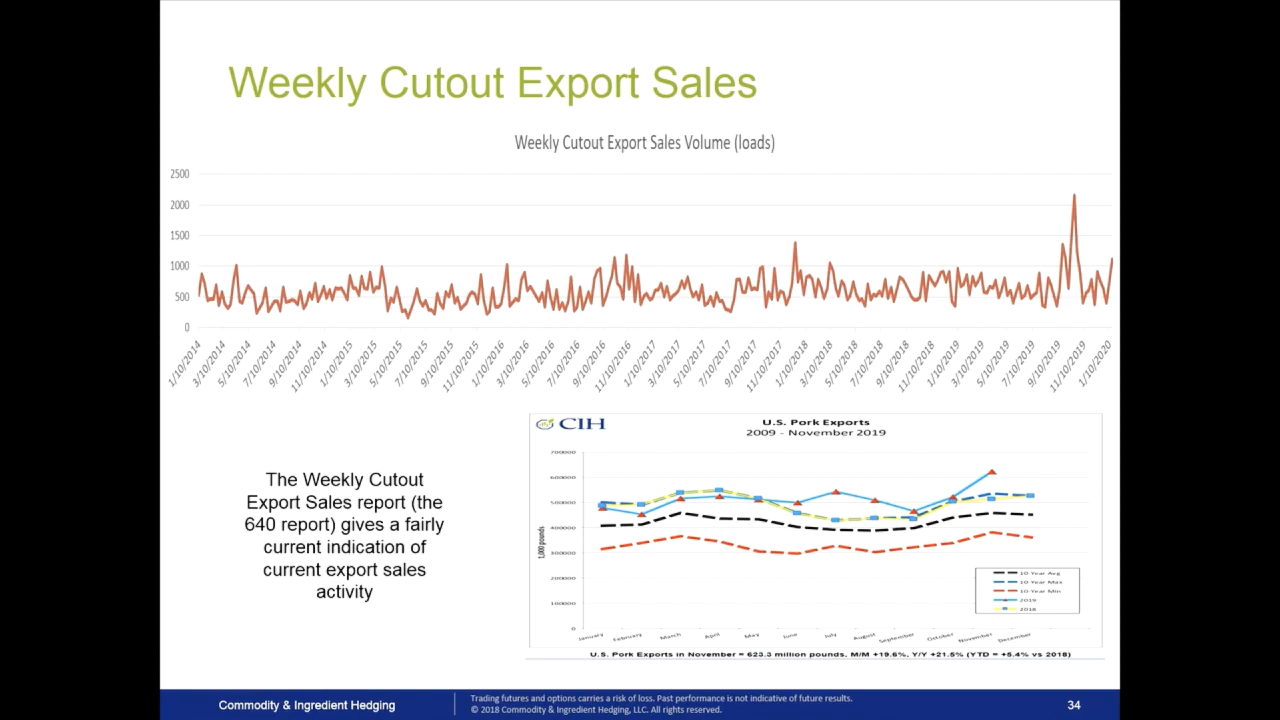 Weekly Cutout Export Sales
Weekly Cutout Export Sales Volume (loads)
2500
2000
1500
1000
500
0
1/10/2014
3/10/2014
5/10/2014
7/10/2014
9/10/2014
11/10/2014
1/10/2015
3/10/2015
5/10/2015
7/10/2015
9/10/2015
11/10/2015
1/10/2016
3/10/2016
5/10/2016
7/10/2016
9/10/2016
11/10/2016
1/10/2017
3/10/2017
5/10/2017
7/10/2017
9/10/2017
11/10/2017
1/10/2018
3/10/2018
5/10/2018
7/10/2018
9/10/2018
11/10/2018
1/10/2019
3/10/2019
5/10/2019
7/10/2019
9/10/2019
11/10/2019
1/10/2020
The Weekly Cutout
Export Sales report (the
640 report) gives a fairly
current indication of
current export sales
activity
CIH
U.S. Pork Exports
2009 - November 2019
1,000 pounds
700000
600000
500000
400000
300000
200000
100000
0
January
February
March
April
May
June
July
August
September
October
November
December
10-Year Avg
10-Year Max
10-Year Min
2019
2018
U.S. Pork Exports in November = 623.3 million pounds, M/M +19.6%, Y/Y +21.5% (YTD = +5.4% vs 2018)
Commodity & Ingredient Hedging
Trading futures and options carries a risk of loss. Past performance is not indicative of future results.
© 2018 Commodity & Ingredient Hedging, LLC. All rights reserved.
34